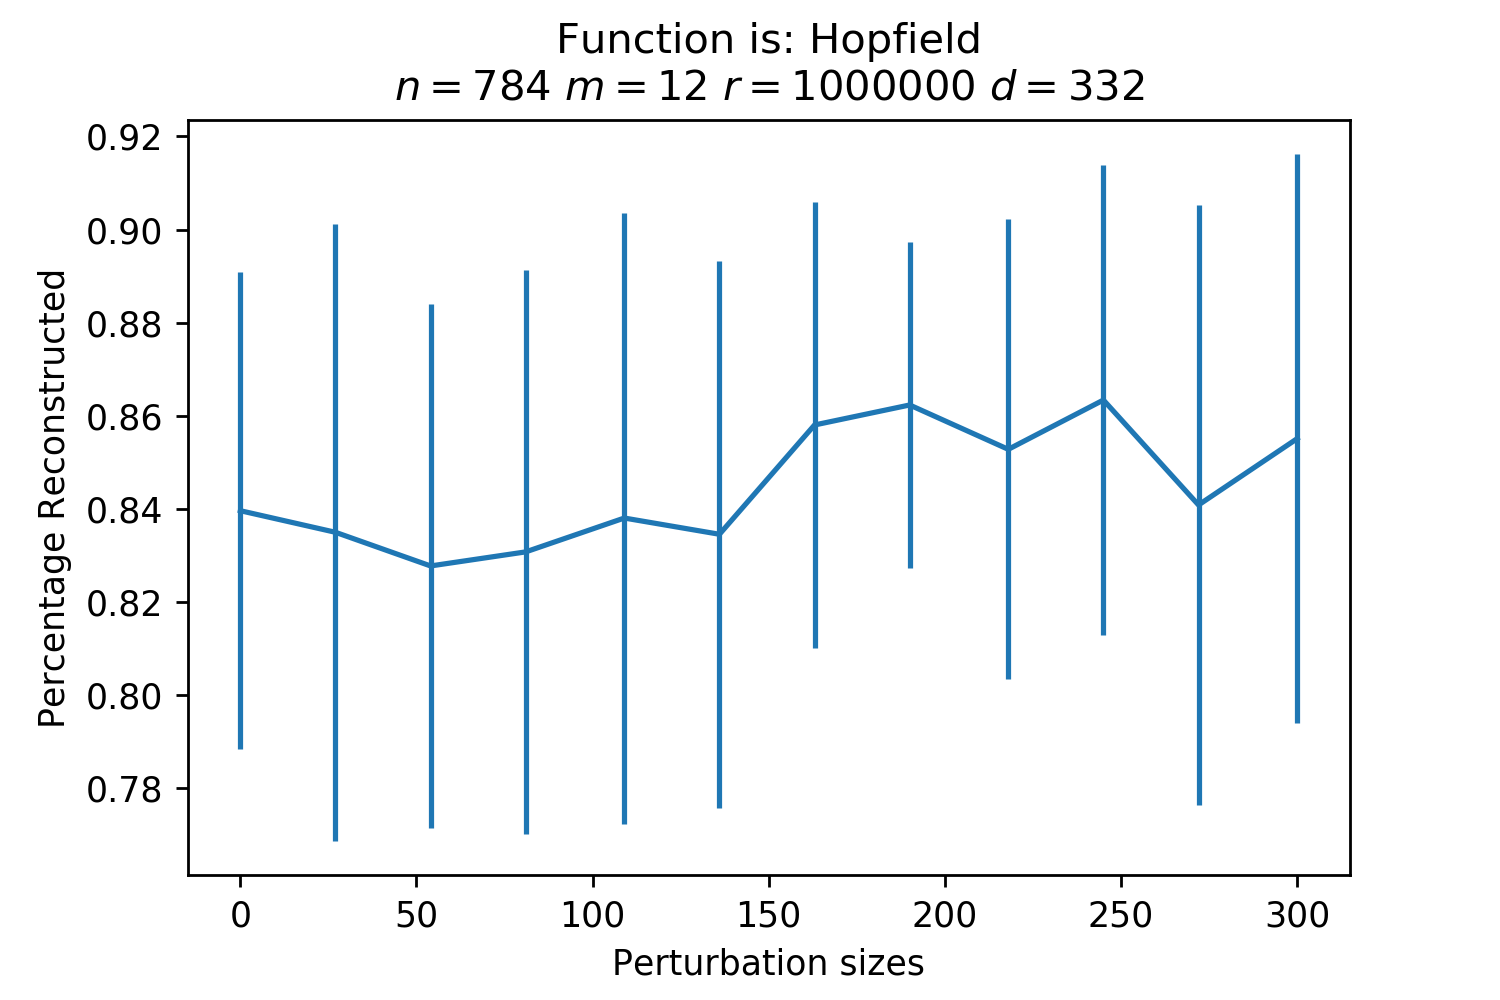 Function is: Hopfield
n = 784 m = 12 r = 1000000 d = 332
0.92
0.90
0.88
0.86
0.84
0.82
0.80
0.78
Percentage Reconstructed
0 50 100 150 200 250 300
Perturbation sizes